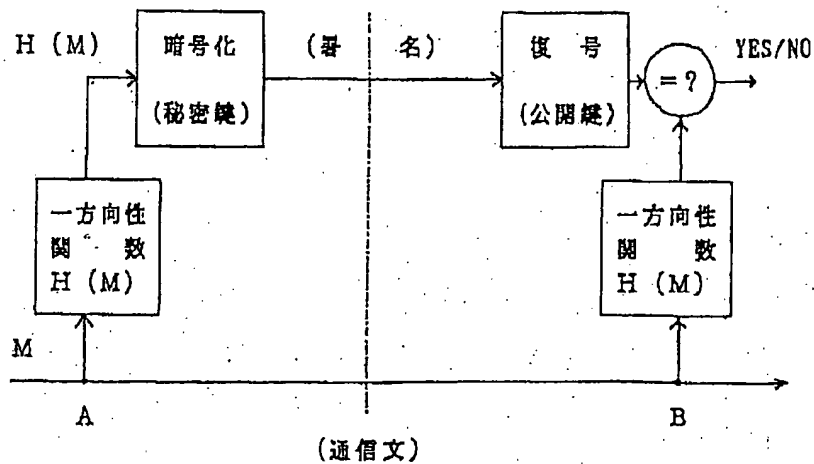 H (M)
暗号化
(秘密鍵)
(署 名)
復 号
(公開鍵)
= ?
YES/NO
一方向性
関 数
H (M)
一方向性
関 数
H (M)
M
A
B
(通信文)